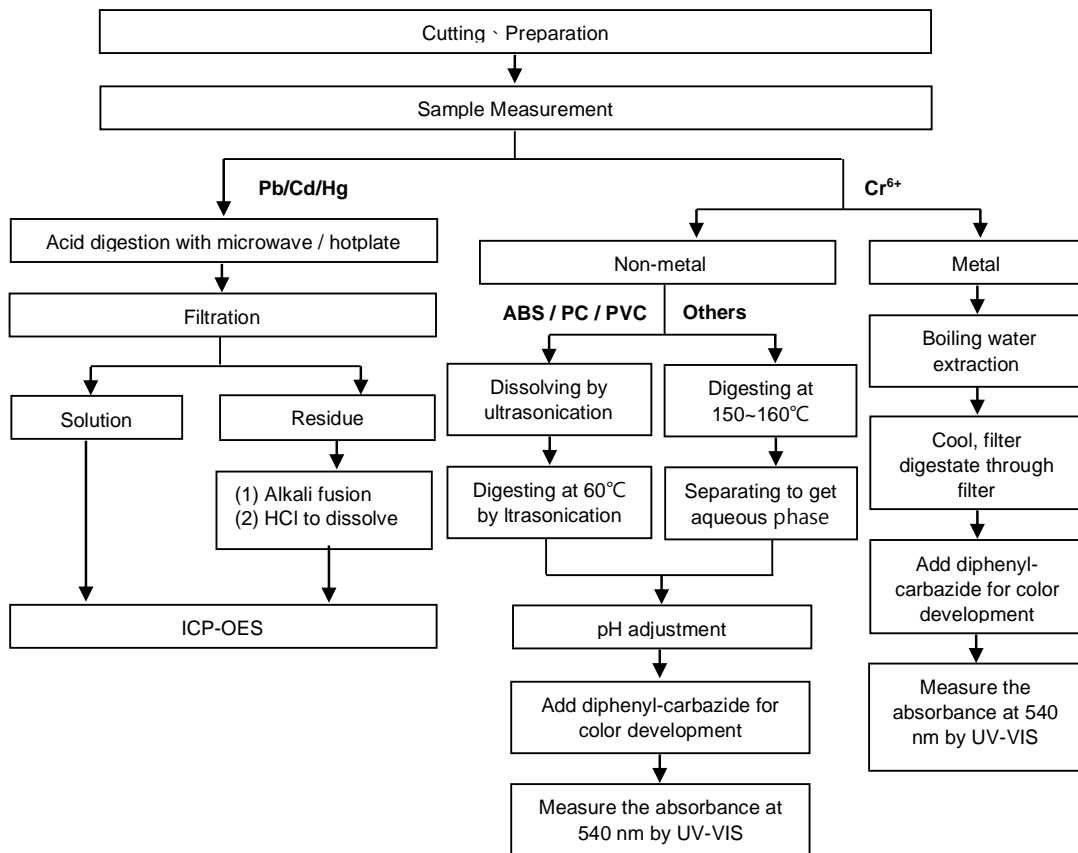 Cutting、Preparation
Sample Measurement
Pb/Cd/Hg
Cr6+
Acid digestion with microwave / hotplate
Non-metal
Metal
Filtration
ABS / PC / PVC
Others
Boiling water
extraction
Solution
Residue
Dissolving by
ultrasonication
Digesting at
150~160℃
Cool, filter
digestate through
filter
(1) Alkali fusion
(2) HCl to dissolve
Digesting at 60℃
by Itrasonication
Separating to get
aqueous phase
Add diphenyl-
carbazide for color
development
ICP-OES
pH adjustment
Measure the
absorbance at 540
nm by UV-VIS
Add diphenyl-carbazide for
color development
Measure the absorbance at
540 nm by UV-VIS